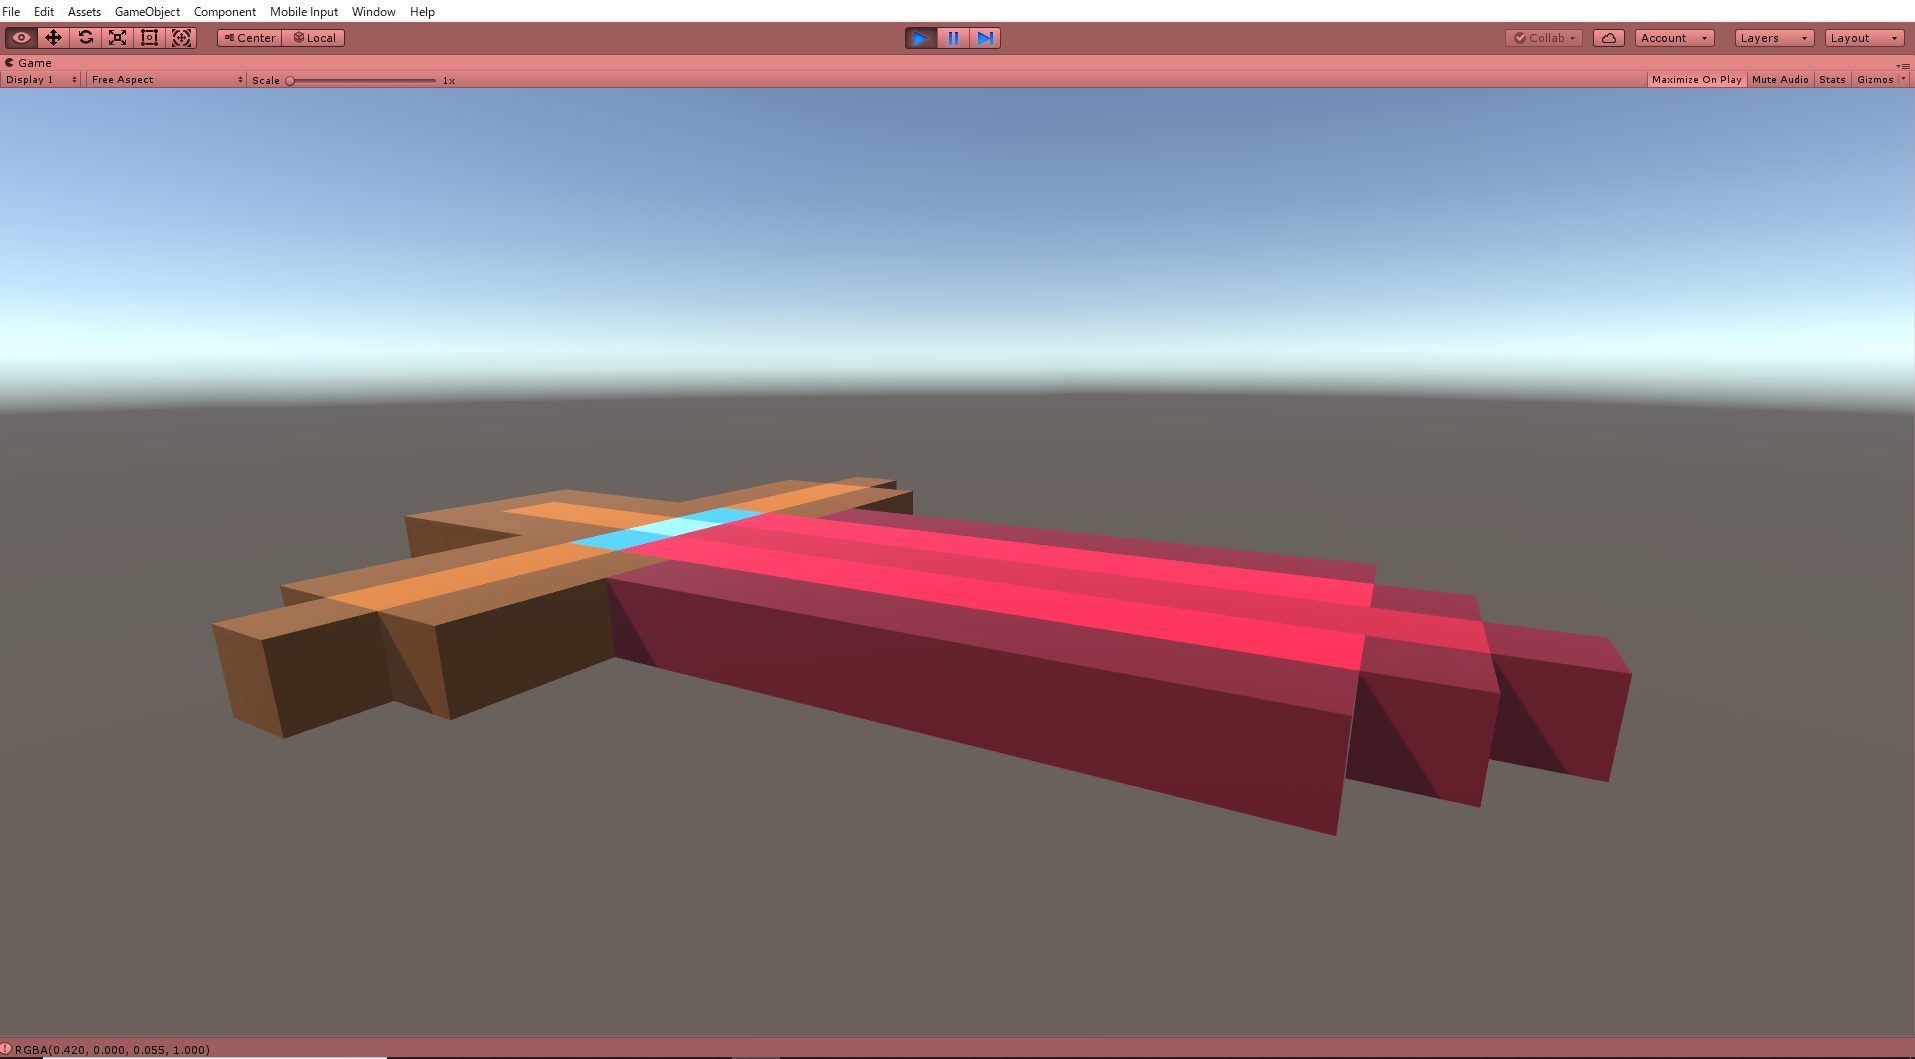 File Edit Assets GameObject Component Mobile Input Window Help
Center Local Collab Account Layers Layout
Game
Display 1 Free Aspect Scale 1x Maximize On Play Mute Audio Stats Gizmos
RGBA(0.420, 0.000, 0.055, 1.000)